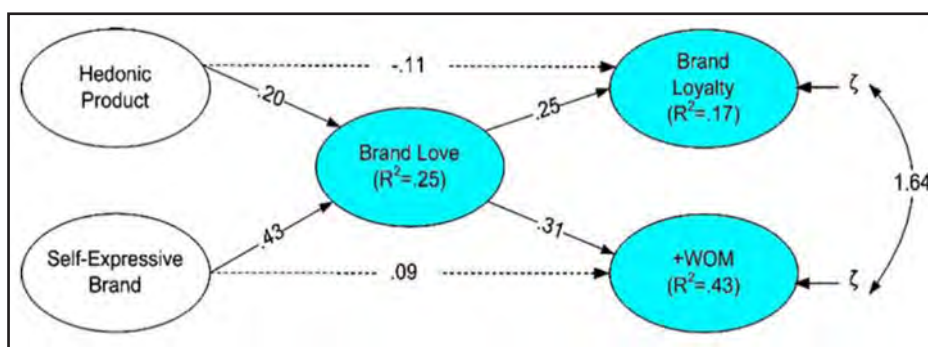 Hedonic
Product
-.11
.20
Brand
Loyalty
(R²=.17)
ζ
.25
Brand Love
(R²=.25)
1.64
.43
.31
Self-Expressive
Brand
.09
+WOM
(R²=.43)
ζ